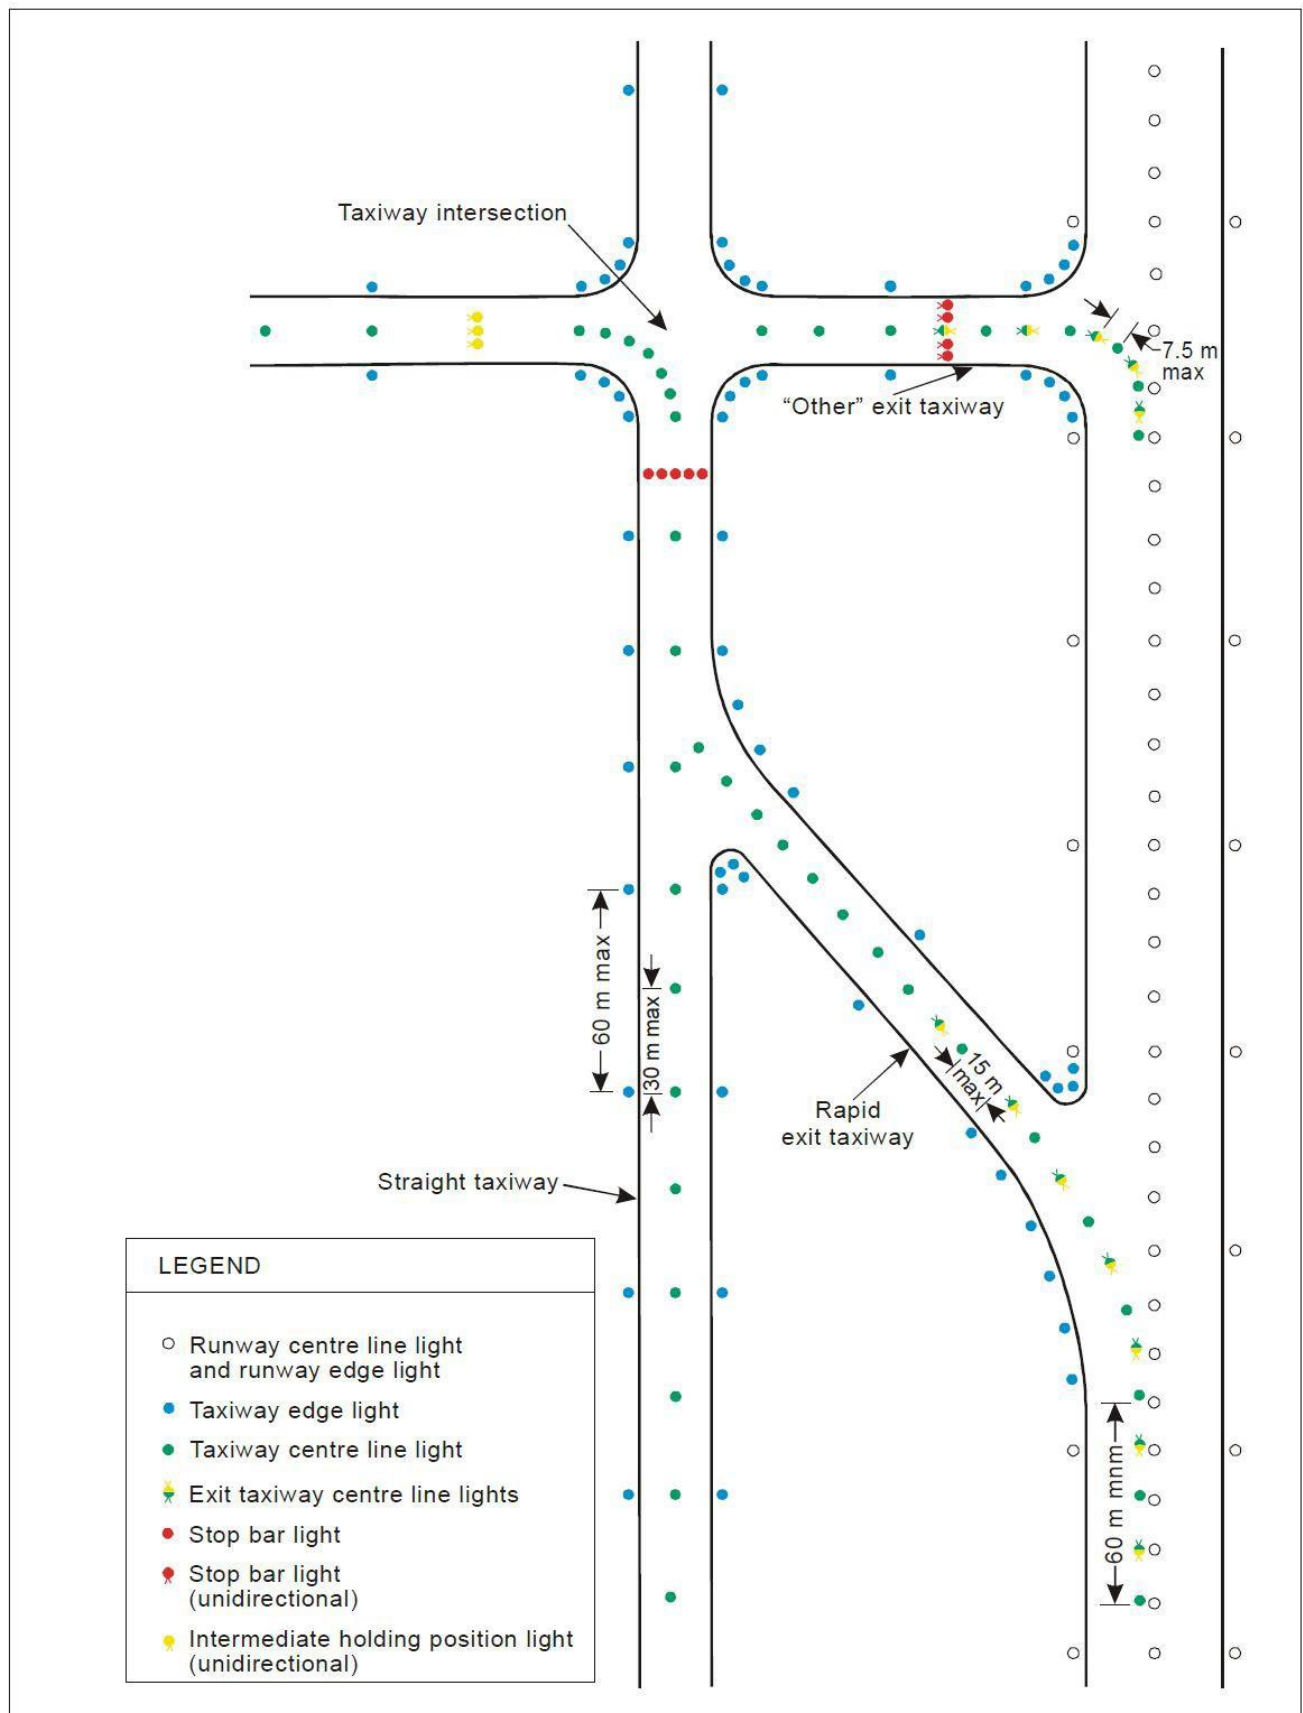 Taxiway intersection
7.5 m
max
“Other” exit taxiway
60 m max
30 m max
15 m
max
Rapid
exit taxiway
Straight taxiway
60 m mnm
LEGEND
Runway centre line light
and runway edge light
Taxiway edge light
Taxiway centre line light
Exit taxiway centre line lights
Stop bar light
Stop bar light
(unidirectional)
Intermediate holding position light
(unidirectional)